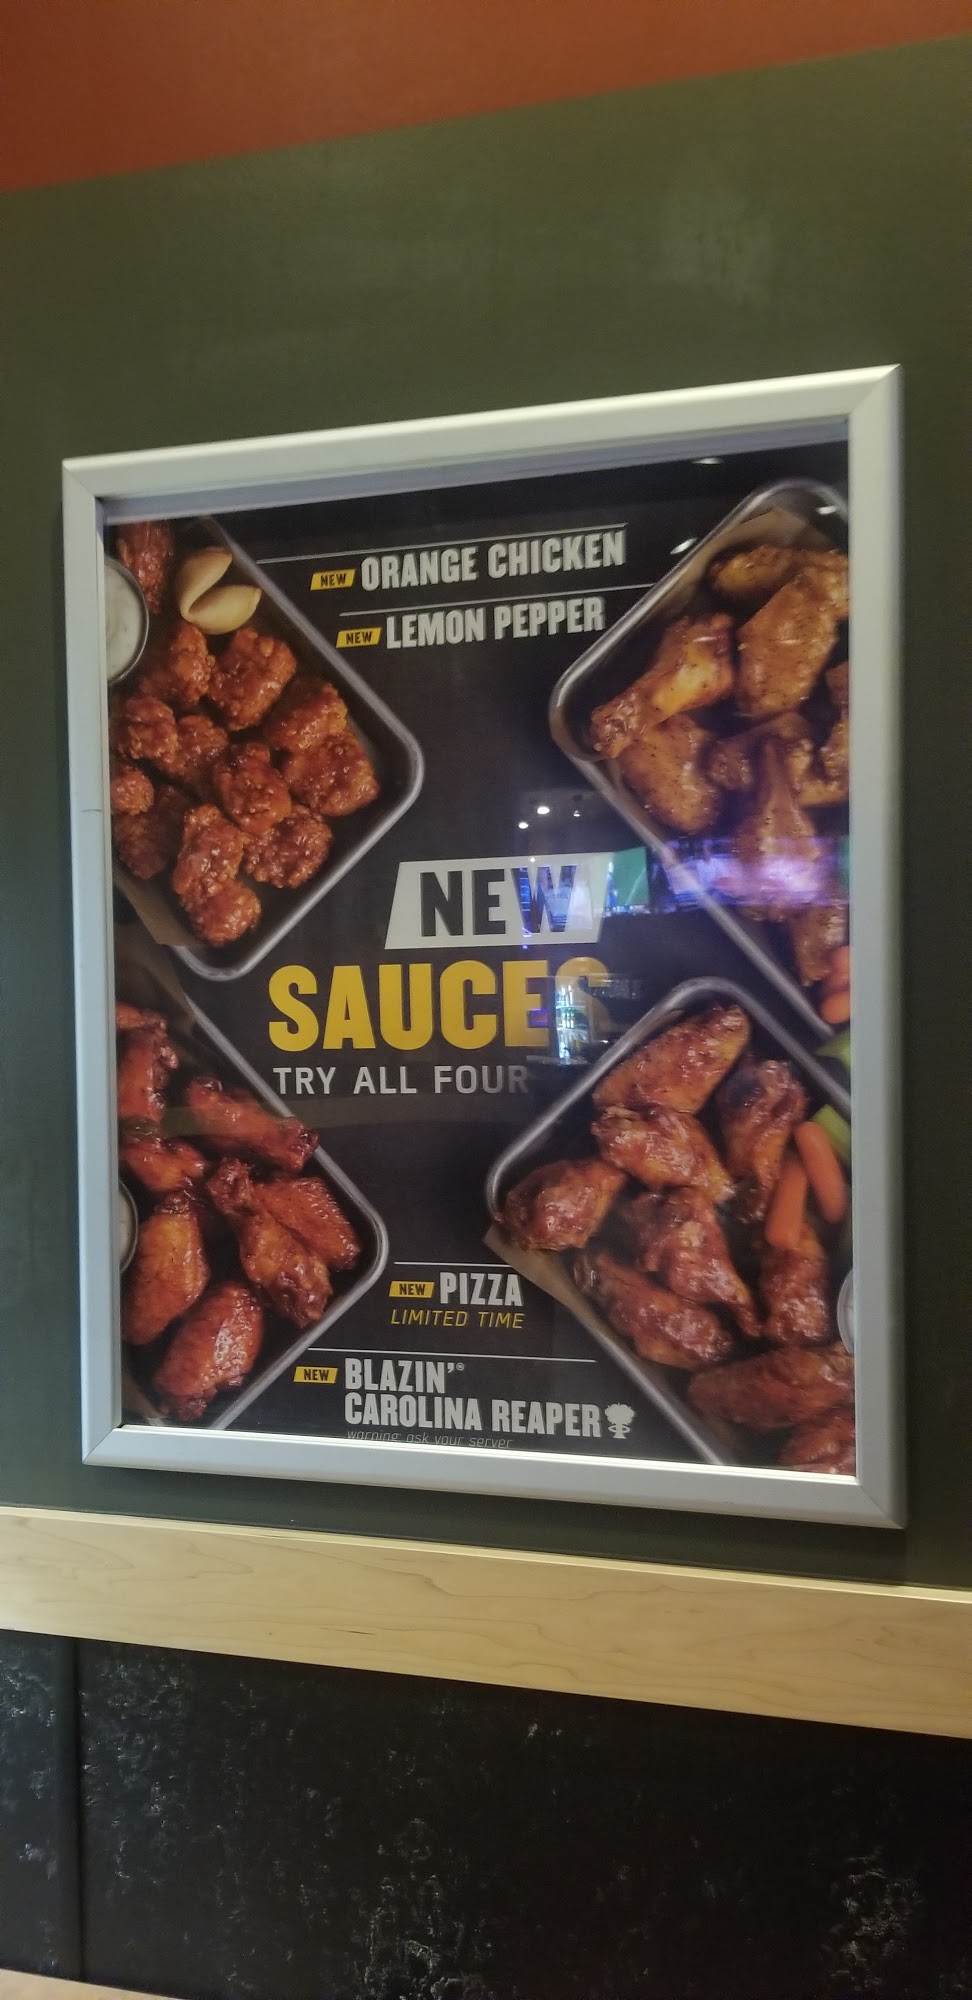 NEW ORANGE CHICKEN
NEW LEMON PEPPER
NEW
SAUCES
TRY ALL FOUR
NEW PIZZA
LIMITED TIME
NEW BLAZIN'®
CAROLINA REAPER
warning: ask your server